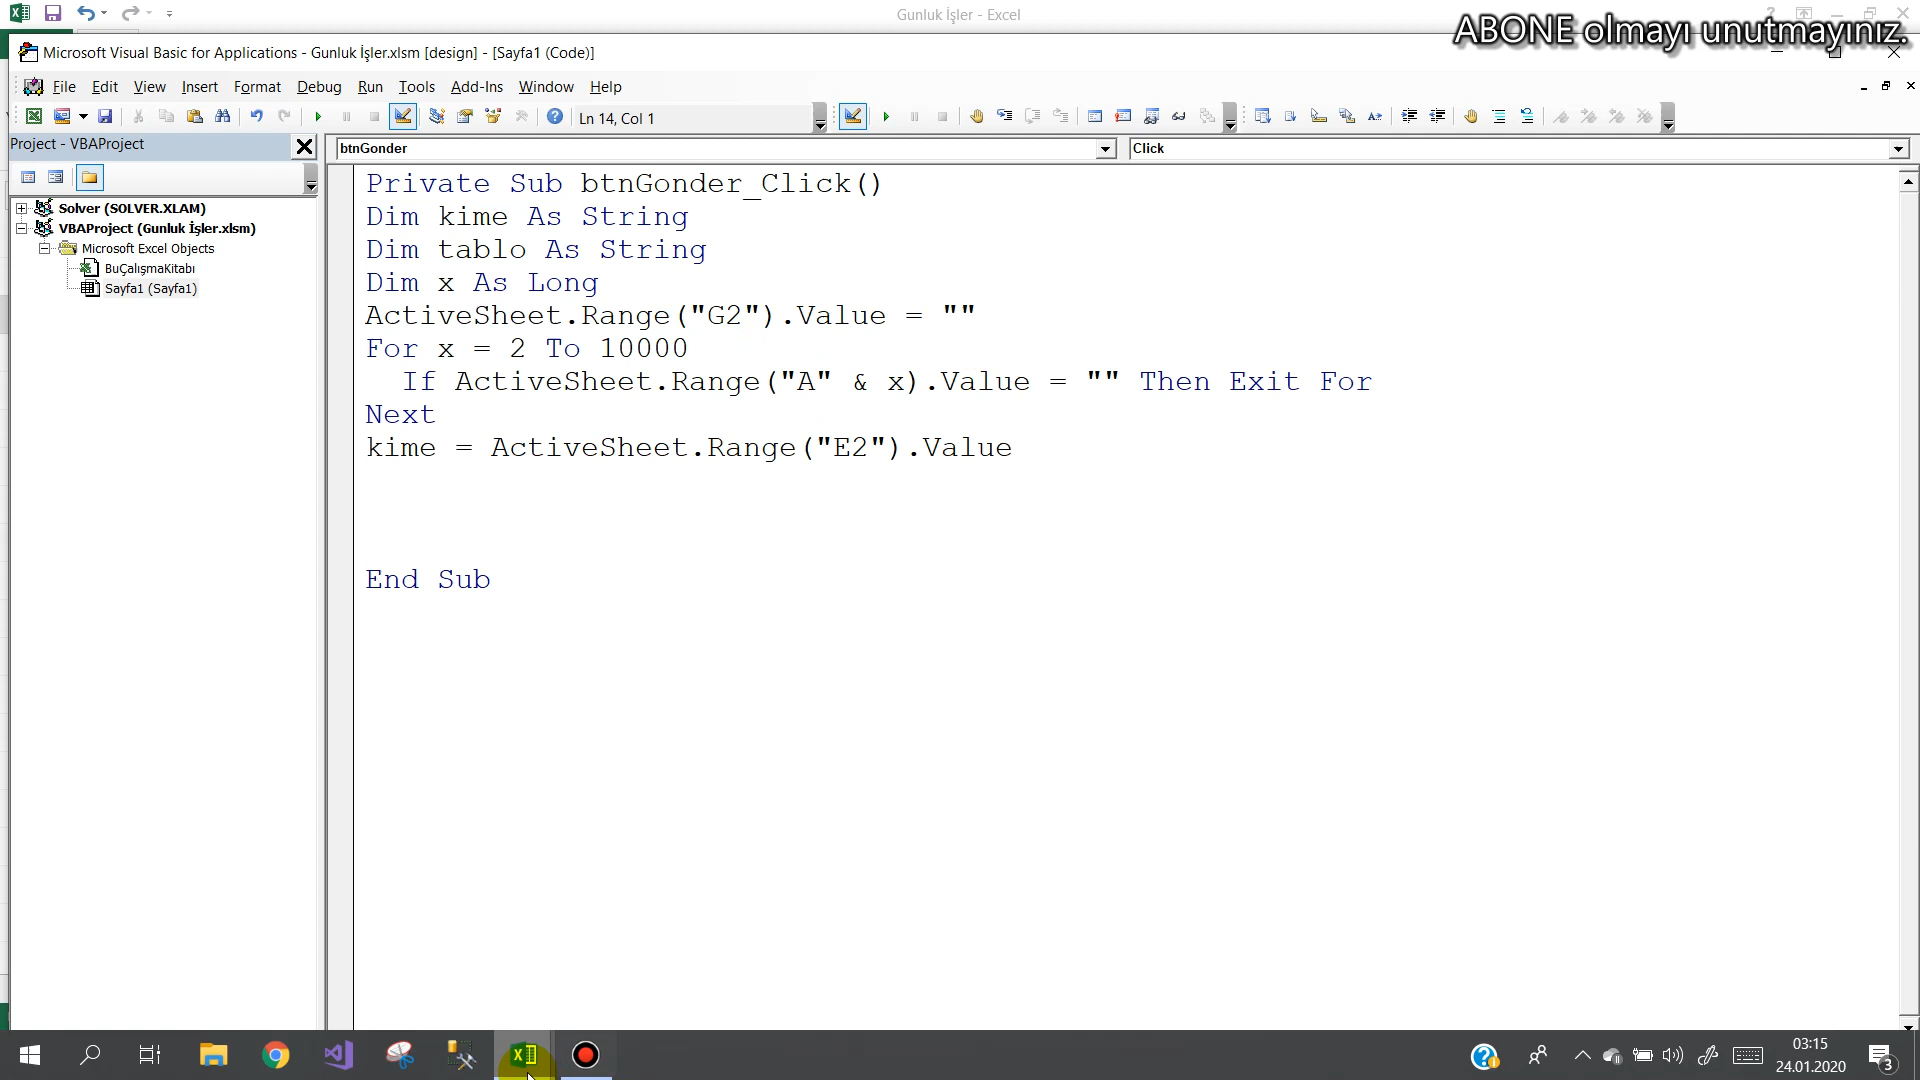 Gunluk İşler - Excel
ABONE olmayı unutmayınız.
Microsoft Visual Basic for Applications - Gunluk İşler.xlsm [design] - [Sayfa1 (Code)]
File Edit View Insert Format Debug Run Tools Add-Ins Window Help
Ln 14, Col 1
Project - VBAProject
btnGonder
Click
Solver (SOLVER.XLAM)
VBAProject (Gunluk İşler.xlsm)
Microsoft Excel Objects
BuÇalışmaKitabı
Sayfa1 (Sayfa1)
Private Sub btnGonder_Click()
Dim kime As String
Dim tablo As String
Dim x As Long
ActiveSheet.Range("G2").Value = ""
For x = 2 To 10000
If ActiveSheet.Range("A" & x).Value = "" Then Exit For
Next
kime = ActiveSheet.Range("E2").Value
End Sub
03:15
24.01.2020
3